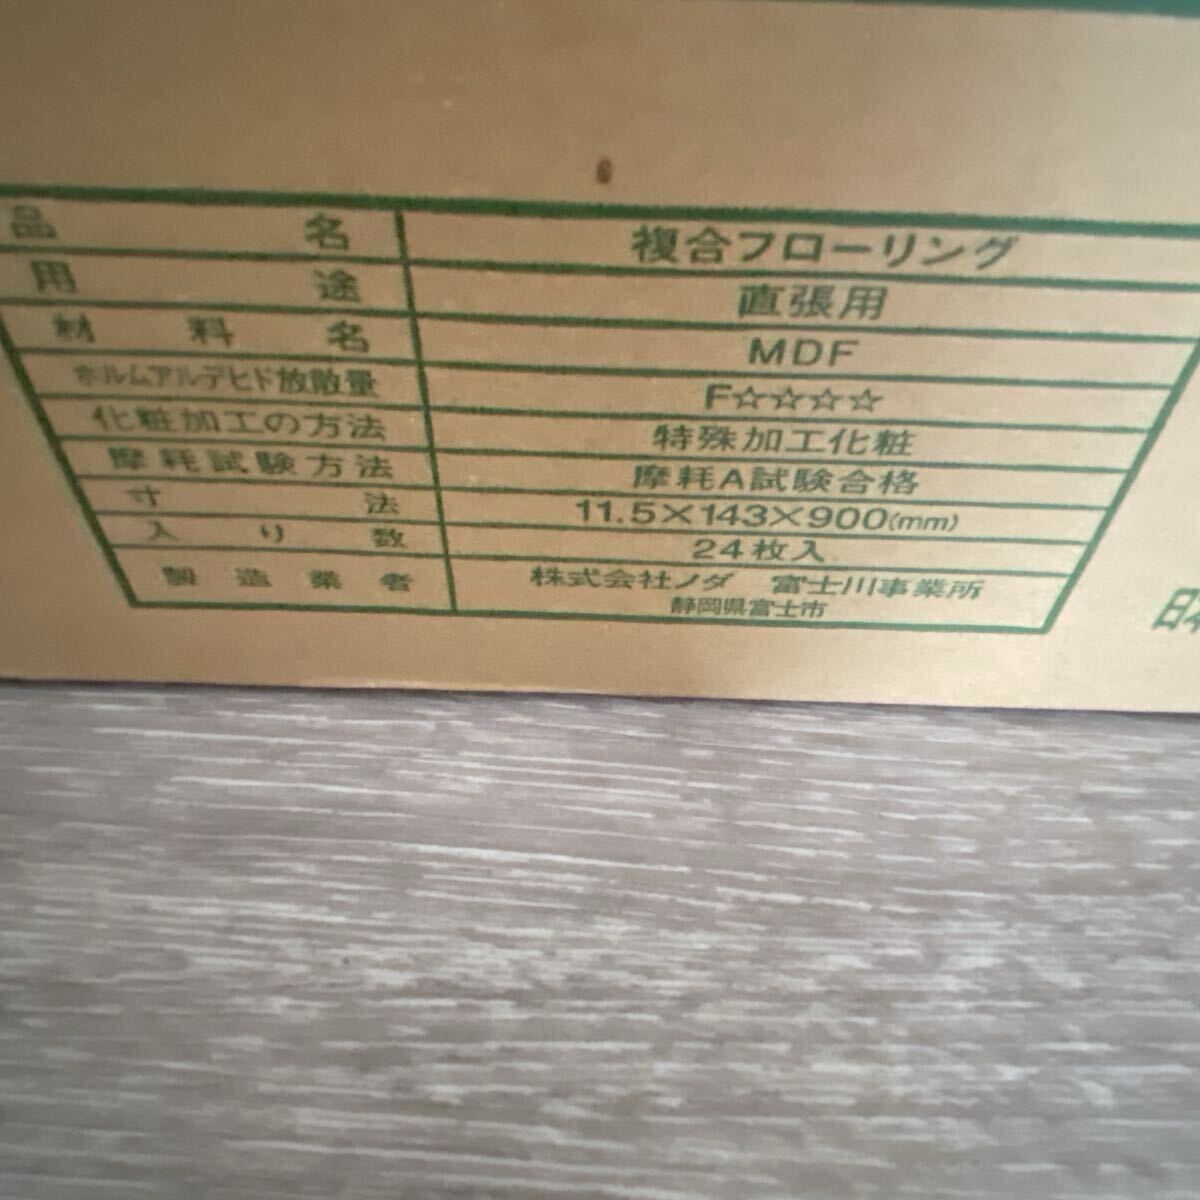 品名 複合フローリング
用途 直張用
材料名 MDF
ホルムアルデヒド放散量 F☆☆☆☆
化粧加工の方法 特殊加工化粧
摩耗試験方法 摩耗A試験合格
寸法 11.5×143×900(mm)
入り数 24枚入
製造業者 株式会社ノダ 富士川事業所
静岡県富士市
日